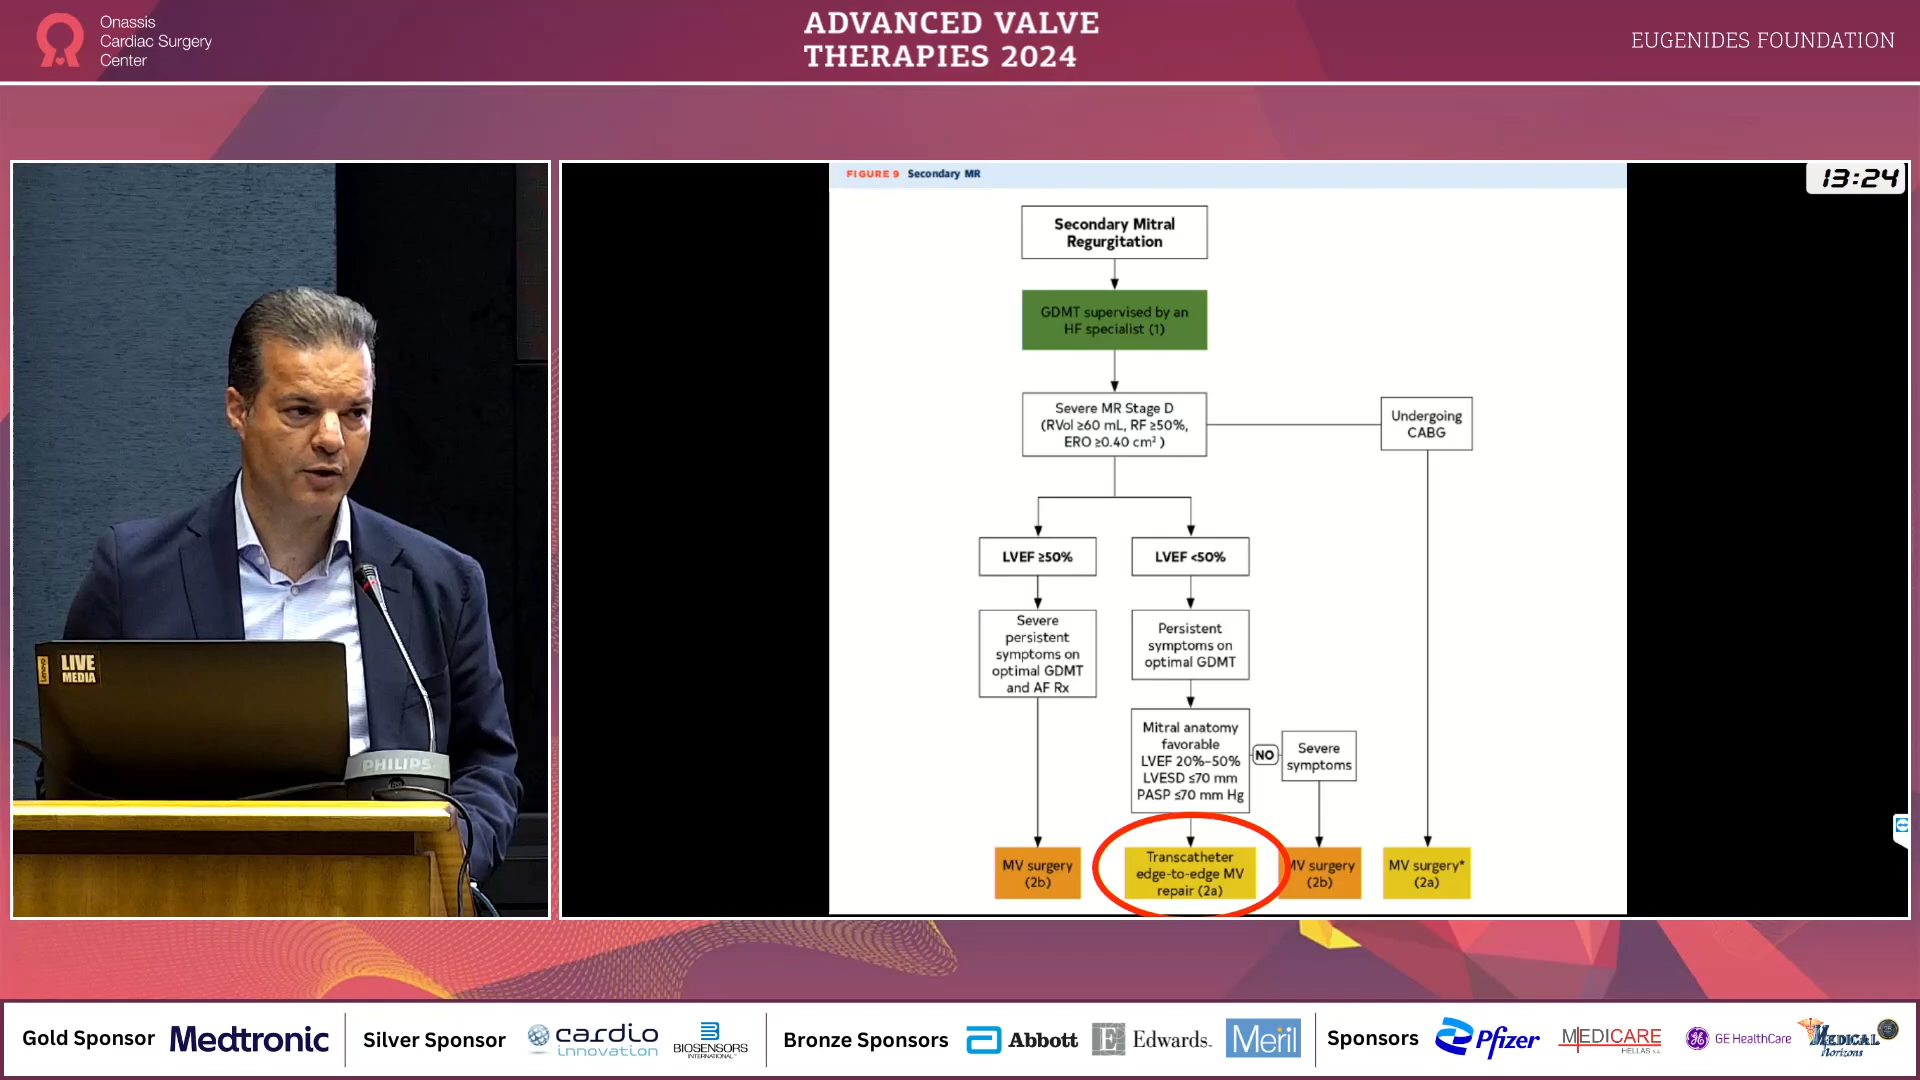 Onassis
Cardiac Surgery
Center
ADVANCED VALVE
THERAPIES 2024
EUGENIDES FOUNDATION
FIGURE 9 Secondary MR
13:24
Secondary Mitral
Regurgitation
GDMT supervised by an
HF specialist (1)
Severe MR Stage D
(RVol ≥60 mL, RF ≥50%,
ERO ≥0.40 cm²)
Undergoing
CABG
LVEF ≥50%
LVEF <50%
Severe
persistent
symptoms on
optimal GDMT
and AF Rx
Persistent
symptoms on
optimal GDMT
Mitral anatomy
favorable
LVEF 20%–50%
LVESD ≤70 mm
PASP ≤70 mm Hg
NO
Severe
symptoms
MV surgery
(2b)
Transcatheter
edge-to-edge MV
repair (2a)
MV surgery
(2b)
MV surgery*
(2a)
Lenovo
LIVE
MEDIA
PHILIPS
Gold Sponsor
Medtronic
Silver Sponsor
cardio
innovation
BIOSENSORS
INTERNATIONAL™
Bronze Sponsors
Abbott
E Edwards.
Meril
Sponsors
Pfizer
MEDICARE
HELLAS S.A.
GE HealthCare
MEDICAL
Horizons